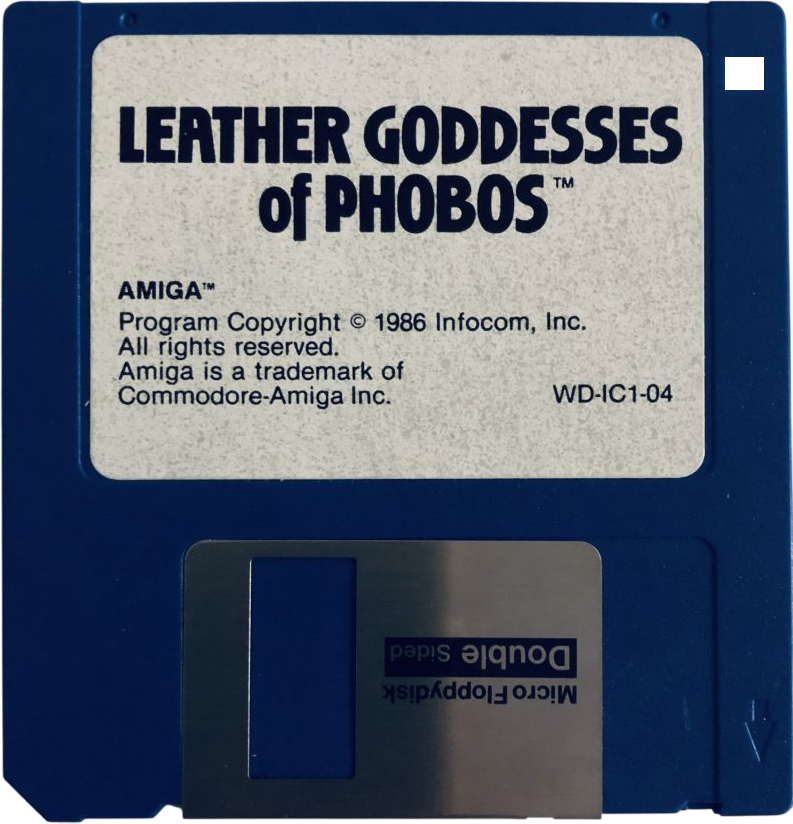 LEATHER GODDESSES
of PHOBOS™
AMIGA™
Program Copyright © 1986 Infocom, Inc.
All rights reserved.
Amiga is a trademark of
Commodore-Amiga Inc.
WD-IC1-04
Micro Floppydisk
Double Sided